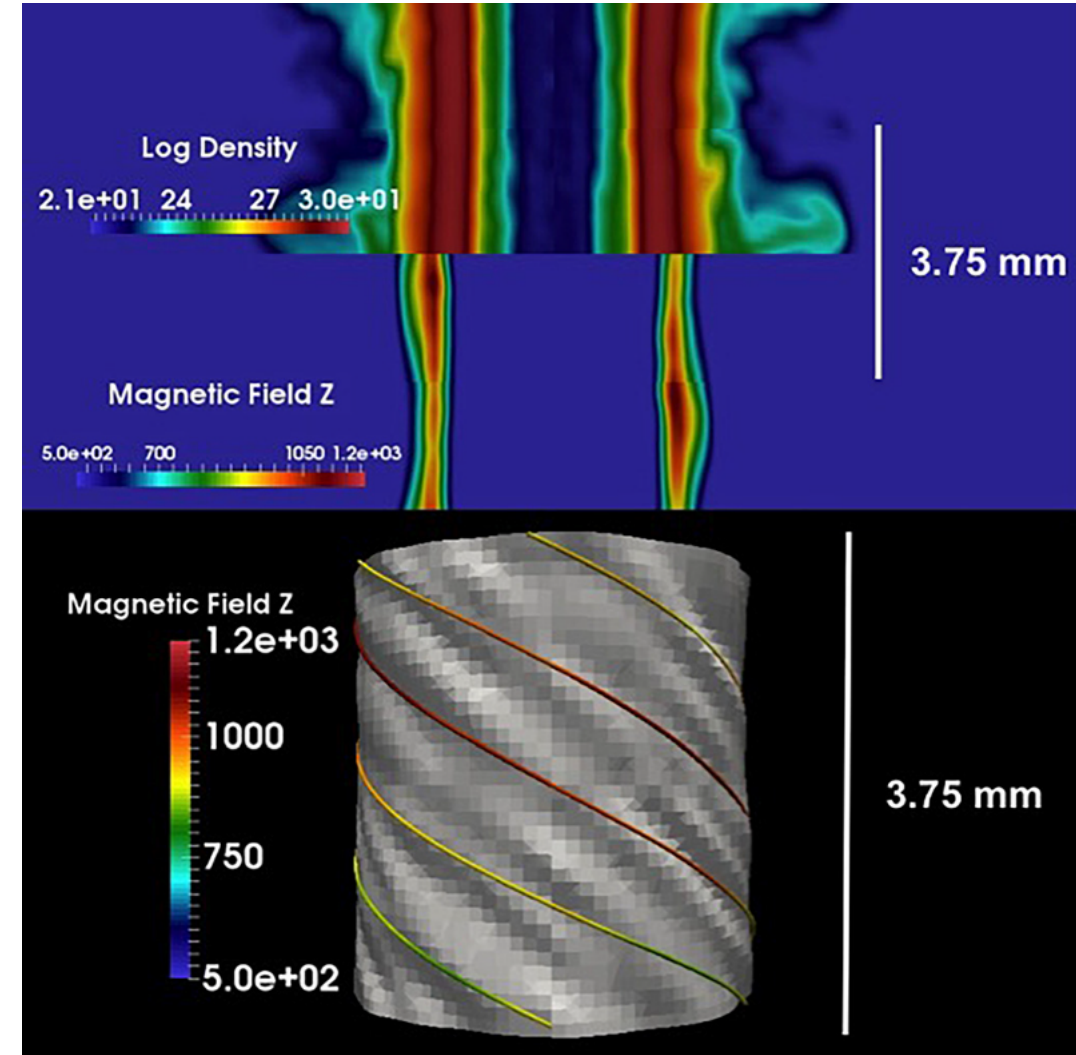 Log Density
2.1e+01 24 27 3.0e+01
3.75 mm
Magnetic Field Z
5.0e+02 700 1050 1.2e+03
Magnetic Field Z
1.2e+03
1000
750
5.0e+02
3.75 mm